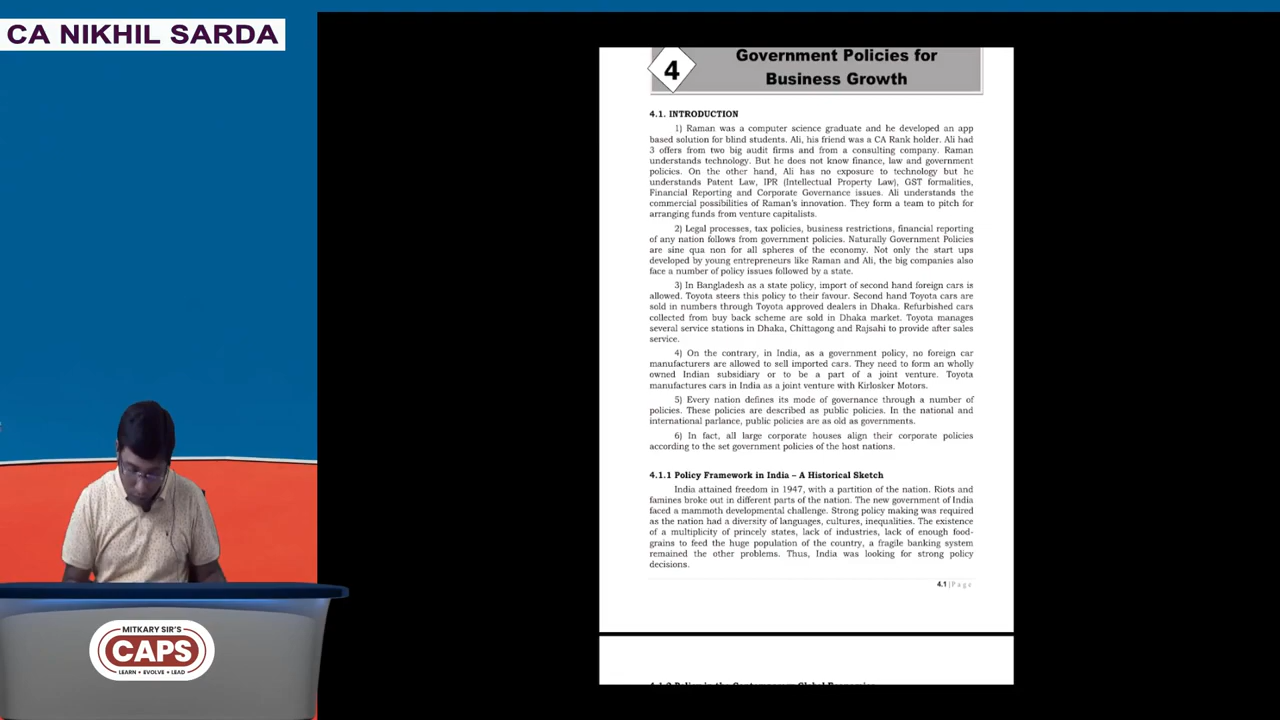 CA NIKHIL SARDA
4
Government Policies for
Business Growth
4.1. INTRODUCTION
1) Raman was a computer science graduate and he developed an app
based solution for blind students. Ali, his friend was a CA Rank holder. Ali had
3 offers from two big audit firms and from a consulting company. Raman
understands technology. But he does not know finance, law and government
policies. On the other hand, Ali has no exposure to technology but he
understands Patent Law, IPR (Intellectual Property Law), GST formalities,
Financial Reporting and Corporate Governance issues. Ali understands the
commercial possibilities of Raman's innovation. They form a team to pitch for
arranging funds from venture capitalists.
2) Legal processes, tax policies, business restrictions, financial reporting
of any nation follows from government policies. Naturally Government Policies
are sine qua non for all spheres of the economy. Not only the start ups
developed by young entrepreneurs like Raman and Ali, the big companies also
face a number of policy issues followed by a state.
3) In Bangladesh as a state policy, import of second hand foreign cars is
allowed. Toyota steers this policy to their favour. Second hand Toyota cars are
sold in numbers through Toyota approved dealers in Dhaka. Refurbished cars
collected from buy back scheme are sold in Dhaka market. Toyota manages
several service stations in Dhaka, Chittagong and Rajsahi to provide after sales
service.
4) On the contrary, in India, as a government policy, no foreign car
manufacturers are allowed to sell imported cars. They need to form an wholly
owned Indian subsidiary or to be a part of a joint venture. Toyota
manufactures cars in India as a joint venture with Kirlosker Motors.
5) Every nation defines its mode of governance through a number of
policies. These policies are described as public policies. In the national and
international parlance, public policies are as old as governments.
6) In fact, all large corporate houses align their corporate policies
according to the set government policies of the host nations.
4.1.1 Policy Framework in India – A Historical Sketch
India attained freedom in 1947, with a partition of the nation. Riots and
famines broke out in different parts of the nation. The new government of India
faced a mammoth developmental challenge. Strong policy making was required
as the nation had a diversity of languages, cultures, inequalities. The existence
of a multiplicity of princely states, lack of industries, lack of enough food-
grains to feed the huge population of the country, a fragile banking system
remained the other problems. Thus, India was looking for strong policy
decisions.
4.1 | Page
MITKARY SIR'S
CAPS
LEARN • EVOLVE • LEAD